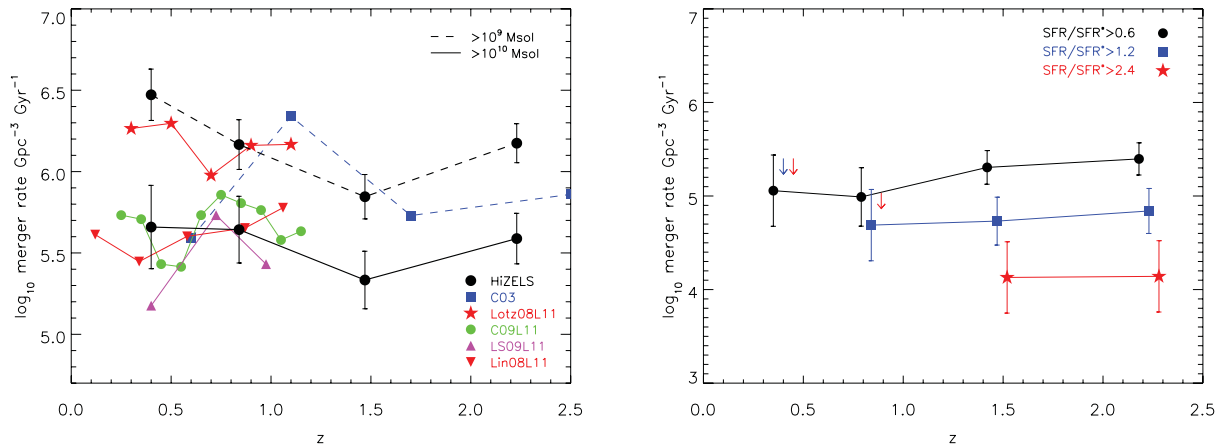 log₁₀ merger rate Gpc⁻³ Gyr⁻¹
7.0
6.5
6.0
5.5
5.0
0.0 0.5 1.0 1.5 2.0 2.5
z
>10⁹ Msol
>10¹⁰ Msol
HiZELS
C03
Lotz08L11
C09L11
LS09L11
Lin08L11
log₁₀ merger rate Gpc⁻³ Gyr⁻¹
7
6
5
4
3
0.0 0.5 1.0 1.5 2.0 2.5
z
SFR/SFR*>0.6
SFR/SFR*>1.2
SFR/SFR*>2.4